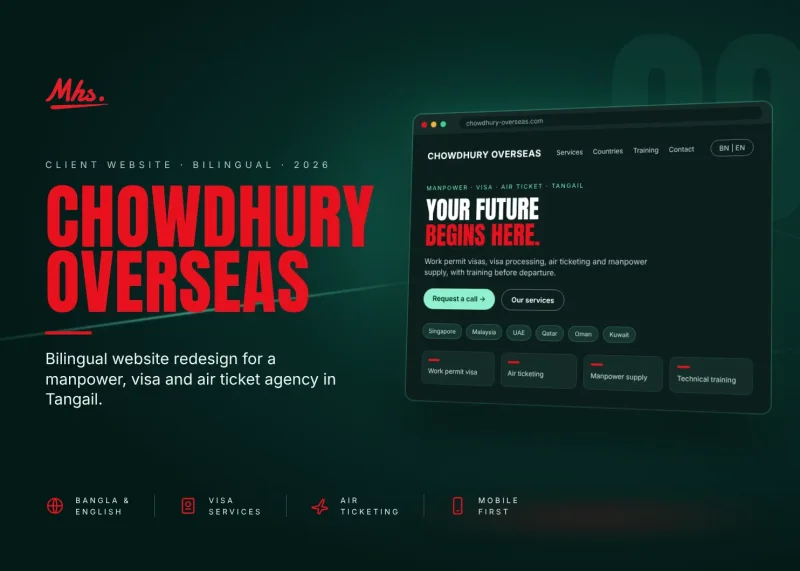 Mhs.
CLIENT WEBSITE · BILINGUAL · 2026
CHOWDHURY
OVERSEAS
Bilingual website redesign for a
manpower, visa and air ticket agency in
Tangail.
BANGLA &
ENGLISH
VISA
SERVICES
AIR
TICKETING
MOBILE
FIRST
chowdhury-overseas.com
CHOWDHURY OVERSEAS
Services
Countries
Training
Contact
BN | EN
MANPOWER · VISA · AIR TICKET · TANGAIL
YOUR FUTURE
BEGINS HERE.
Work permit visas, visa processing, air ticketing and manpower
supply, with training before departure.
Request a call →
Our services
Singapore
Malaysia
UAE
Qatar
Oman
Kuwait
Work permit visa
Air ticketing
Manpower supply
Technical training